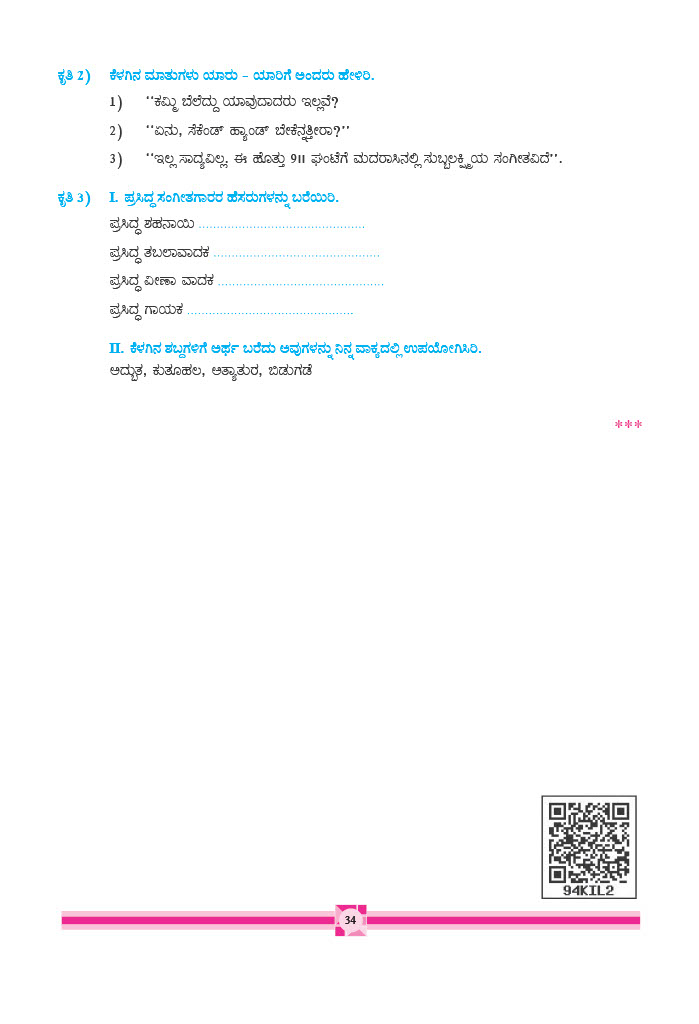 ಕೃತಿ 2) ಕೆಳಗಿನ ಮಾತುಗಳು ಯಾರು – ಯಾರಿಗೆ ಅಂದರು ಹೇಳಿರಿ.
1) ‘‘ಕಮ್ಮಿ ಬೆಲೆದ್ದು ಯಾವುದಾದರು ಇಲ್ಲವೆ?
2) ‘‘ಏನು, ಸೆಕೆಂಡ್ ಹ್ಯಾಂಡ್ ಬೇಕೆನ್ನತ್ತೀರಾ?’’
3) ‘‘ಇಲ್ಲ ಸಾದ್ಯವಿಲ್ಲ. ಈ ಹೊತ್ತು 9॥ ಘಂಟೆಗೆ ಮದರಾಸಿನಲ್ಲಿ ಸುಬ್ಬಲಕ್ಷ್ಮಿಯ ಸಂಗೀತವಿದೆ’’.
ಕೃತಿ 3) I. ಪ್ರಸಿದ್ಧ ಸಂಗೀತಗಾರರ ಹೆಸರುಗಳನ್ನು ಬರೆಯಿರಿ.
ಪ್ರಸಿದ್ಧ ಶಹನಾಯಿ ..............................................
ಪ್ರಸಿದ್ಧ ತಬಲಾವಾದಕ ..............................................
ಪ್ರಸಿದ್ಧ ವೀಣಾ ವಾದಕ ..............................................
ಪ್ರಸಿದ್ಧ ಗಾಯಕ ..............................................
II. ಕೆಳಗಿನ ಶಬ್ದಗಳಿಗೆ ಅರ್ಥ ಬರೆದು ಅವುಗಳನ್ನು ನಿನ್ನ ವಾಕ್ಯದಲ್ಲಿ ಉಪಯೋಗಿಸಿರಿ.
ಅದ್ಭುತ, ಕುತೂಹಲ, ಅತ್ಯಾತುರ, ಬಿಡುಗಡೆ
***
94KIL2
34